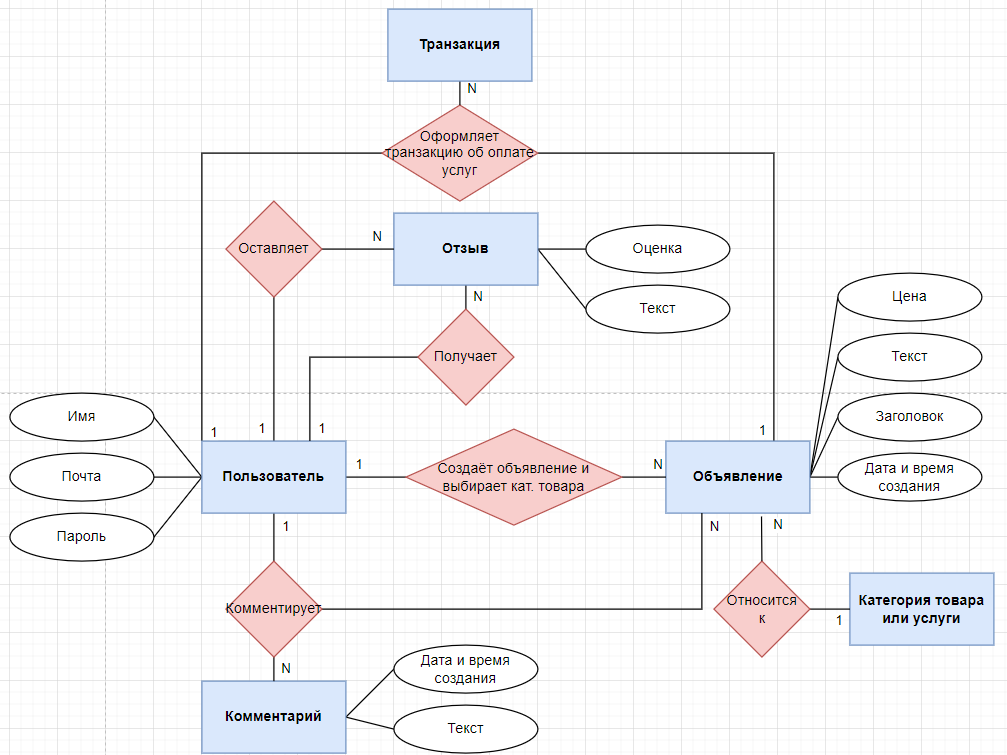 Транзакция
N
Оформляет
транзакцию об оплате
услуг
Оставляет
N
Отзыв
Оценка
Текст
N
Получает
Цена
Текст
Заголовок
Дата и время
создания
Имя
Почта
Пароль
1
1
1
1
Пользователь
1
Создаёт объявление и
выбирает кат. товара
N
Объявление
1
N
N
Комментирует
Относится
к
1
Категория товара
или услуги
N
Комментарий
Дата и время
создания
Текст